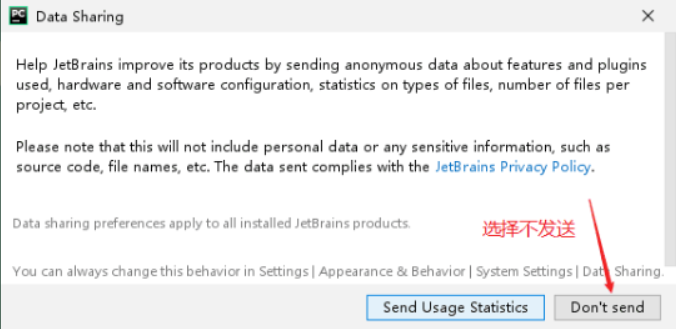 PC
Data Sharing
Help JetBrains improve its products by sending anonymous data about features and plugins
used, hardware and software configuration, statistics on types of files, number of files per
project, etc.
Please note that this will not include personal data or any sensitive information, such as
source code, file names, etc. The data sent complies with the JetBrains Privacy Policy.
Data sharing preferences apply to all installed JetBrains products.
选择不发送
You can always change this behavior in Settings | Appearance & Behavior | System Settings | Data Sharing.
Send Usage Statistics
Don't send